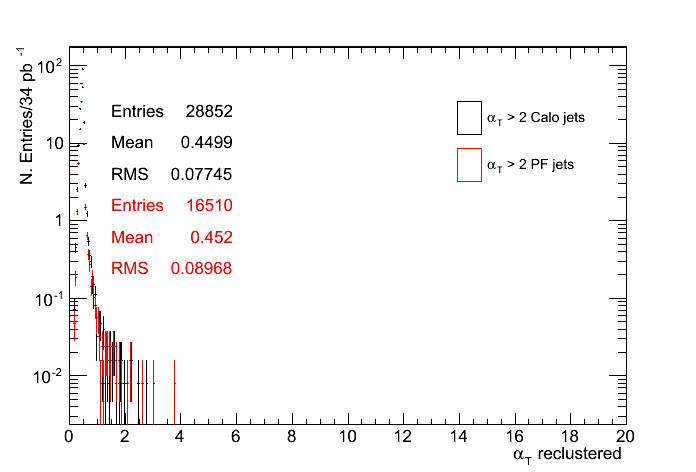 N. Entries/34 pb⁻¹
10²
10
1
10⁻¹
10⁻²
Entries 28852
Mean 0.4499
RMS 0.07745
Entries 16510
Mean 0.452
RMS 0.08968
α_T > 2 Calo jets
α_T > 2 PF jets
0 2 4 6 8 10 12 14 16 18 20
α_T reclustered